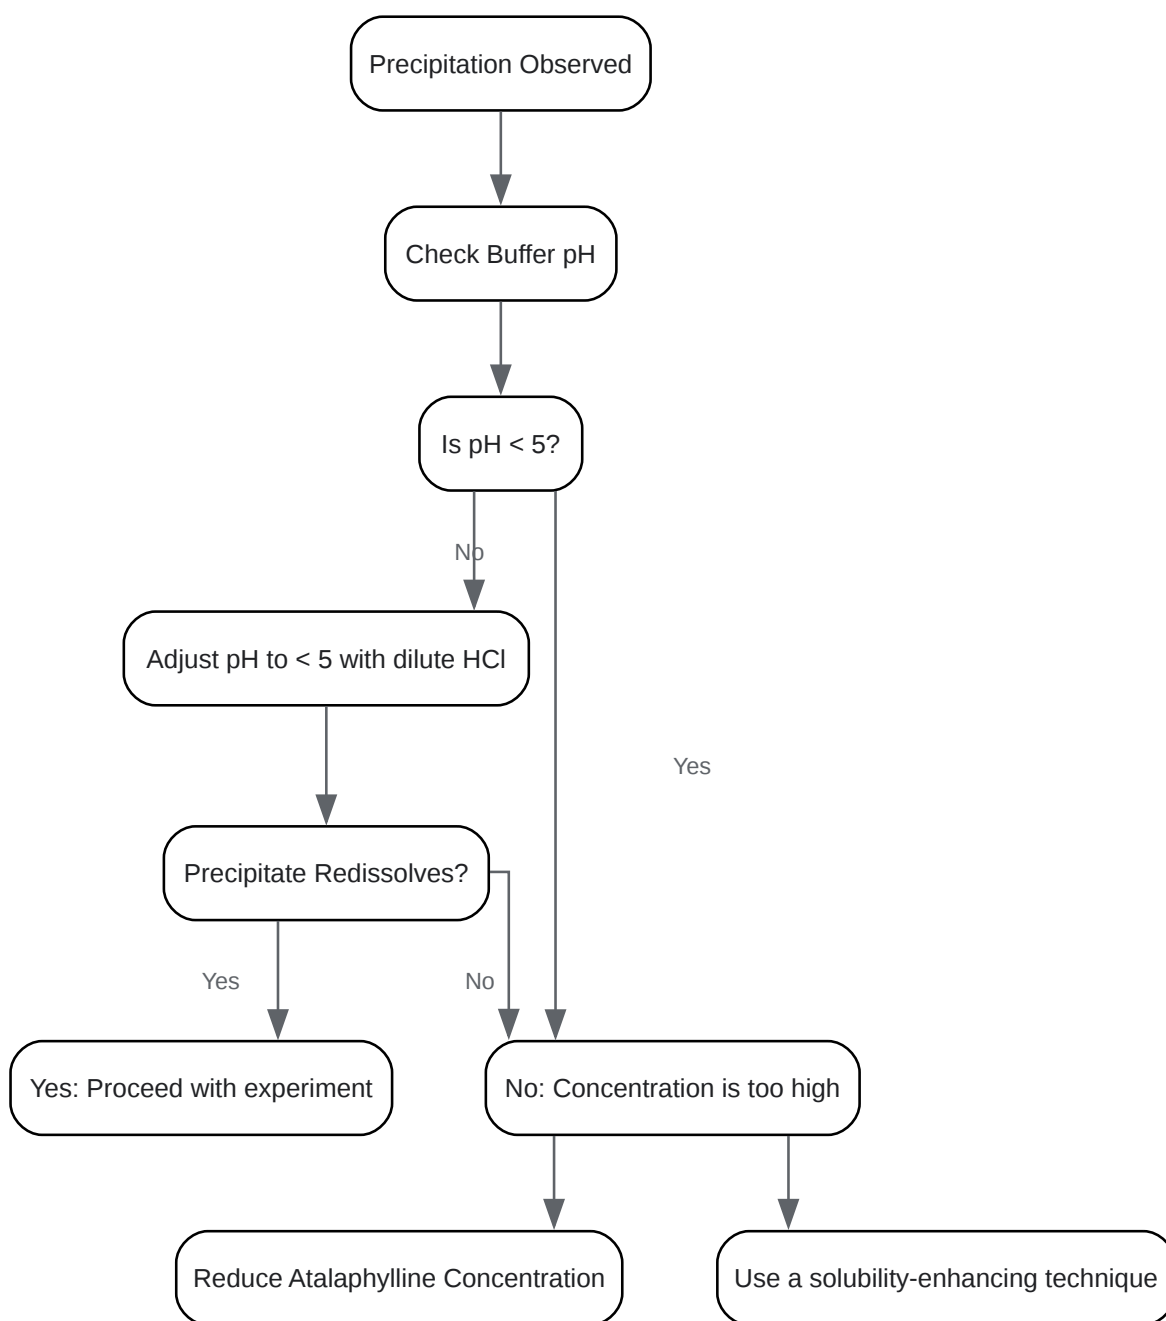 Precipitation Observed
Check Buffer pH
Is pH < 5?
No
Adjust pH to < 5 with dilute HCl
Yes
Precipitate Redissolves?
Yes
No
Yes: Proceed with experiment
No: Concentration is too high
Reduce Atalaphylline Concentration
Use a solubility-enhancing technique